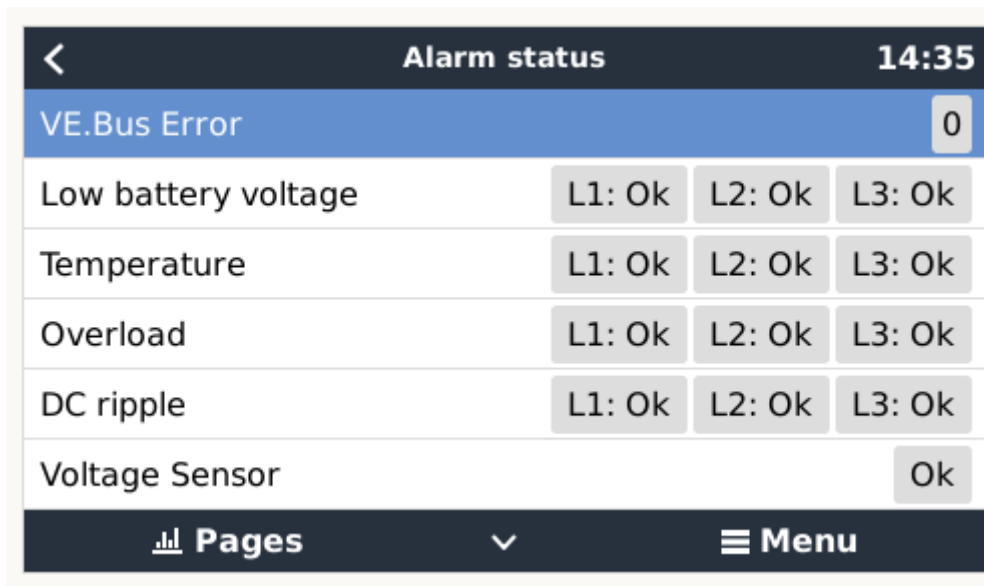 Alarm status 14:35
VE.Bus Error 0
Low battery voltage L1: Ok L2: Ok L3: Ok
Temperature L1: Ok L2: Ok L3: Ok
Overload L1: Ok L2: Ok L3: Ok
DC ripple L1: Ok L2: Ok L3: Ok
Voltage Sensor Ok
Pages Menu